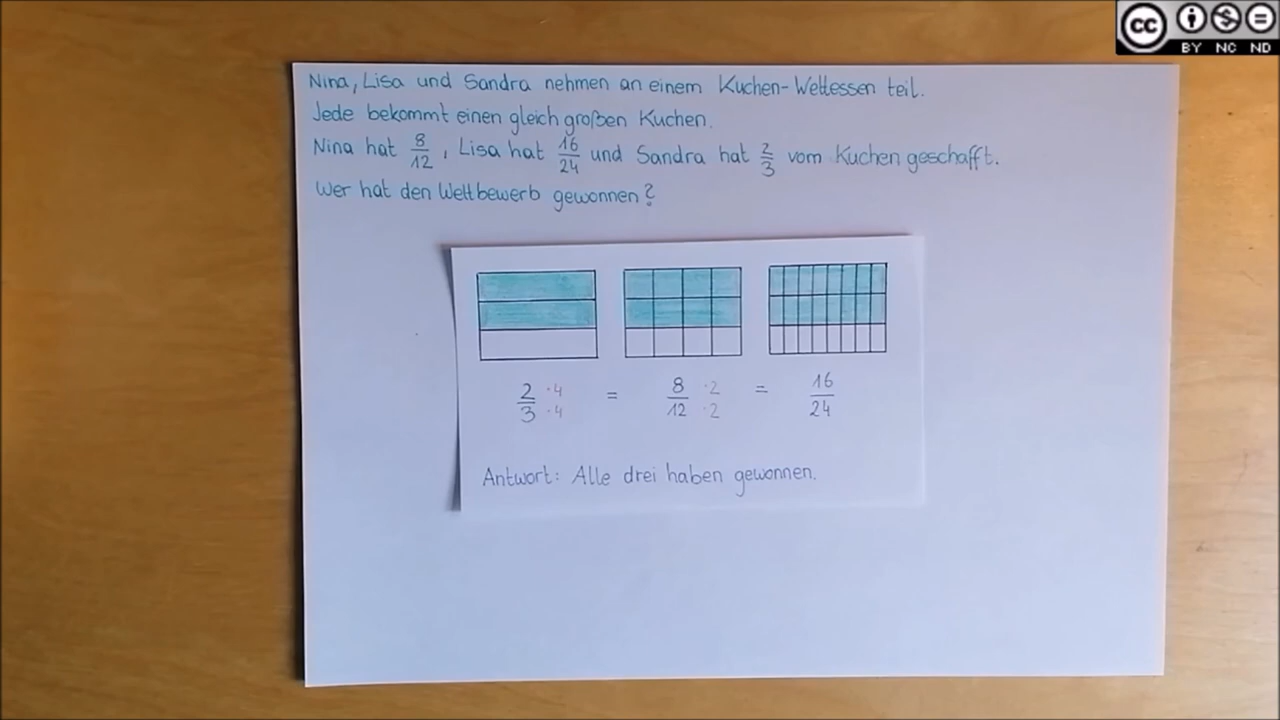 Nina, Lisa und Sandra nehmen an einem Kuchen-Wettessen teil.
Jede bekommt einen gleich großen Kuchen.
Nina hat 8/12, Lisa hat 16/24 und Sandra hat 2/3 vom Kuchen geschafft.
Wer hat den Wettbewerb gewonnen?
2/3 ·4/·4 = 8/12 ·2/·2 = 16/24
Antwort: Alle drei haben gewonnen.
cc BY NC ND